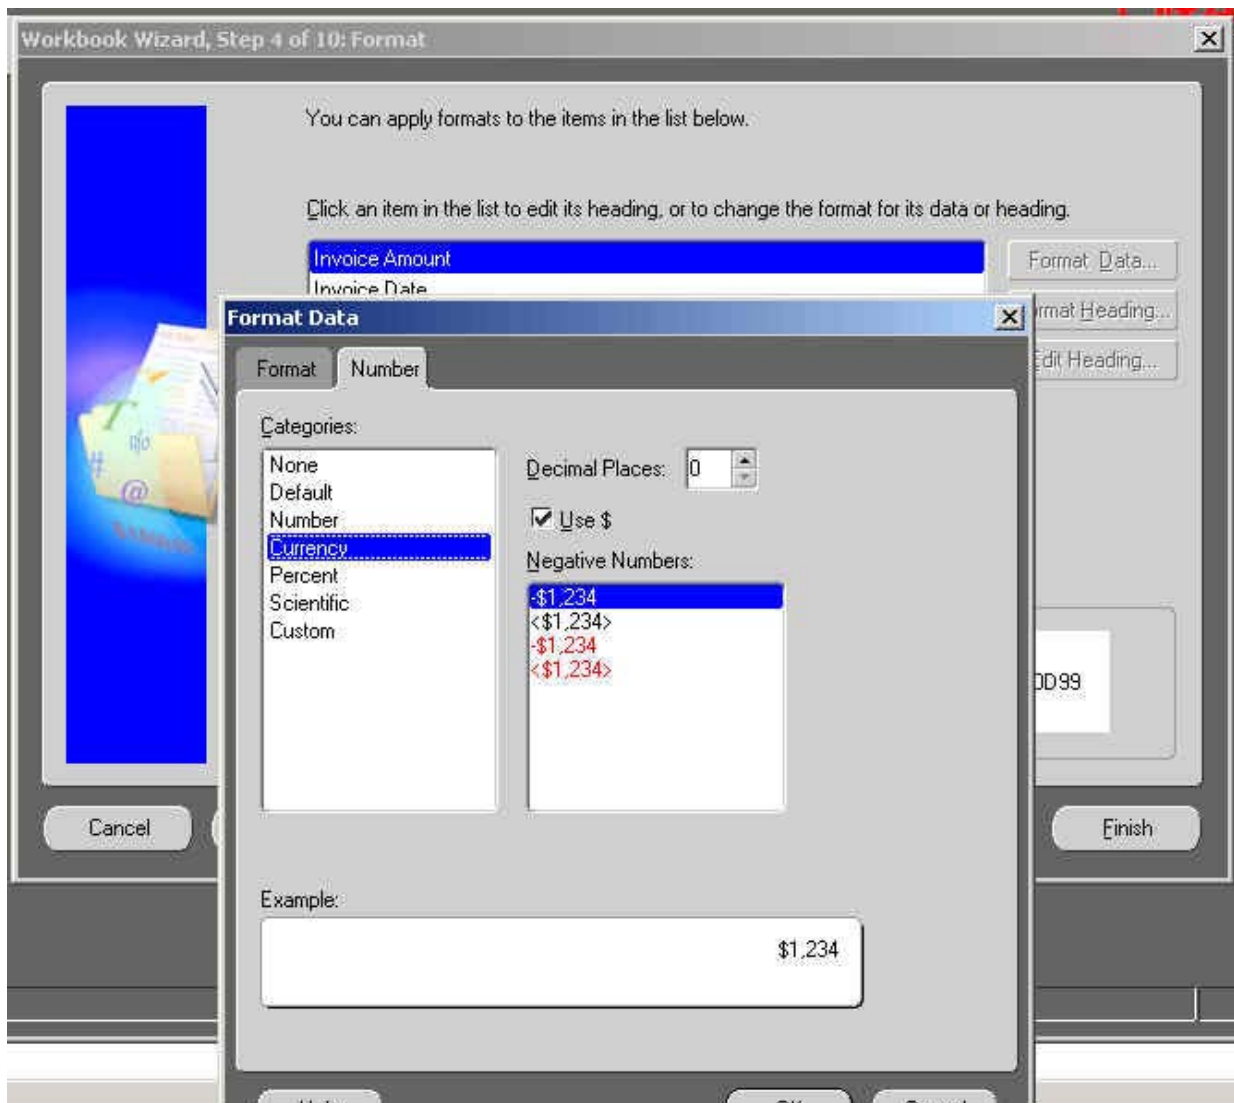 Workbook Wizard, Step 4 of 10: Format
You can apply formats to the items in the list below.
Click an item in the list to edit its heading, or to change the format for its data or heading.
Invoice Amount
Format Data...
Invoice Date
rmat Heading...
Edit Heading...
Format Data
Format
Number
Categories:
None
Default
Number
Currency
Percent
Scientific
Custom
Decimal Places: 0
Use $
Negative Numbers:
-$1,234
<$1,234>
-$1,234
<$1,234>
D99
Cancel
Finish
Example:
$1,234